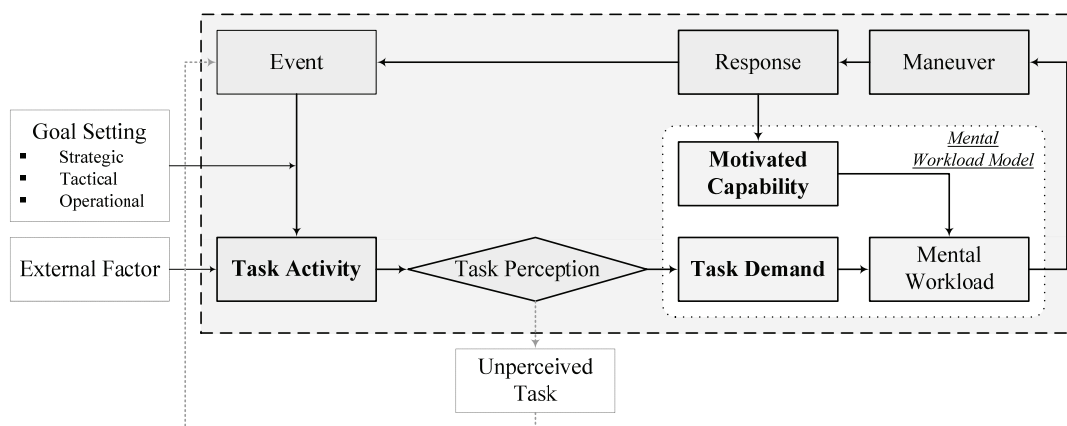 Event
Response
Maneuver
Goal Setting
▪ Strategic
▪ Tactical
▪ Operational
Mental
Workload Model
Motivated
Capability
External Factor
Task Activity
Task Perception
Task Demand
Mental
Workload
Unperceived
Task